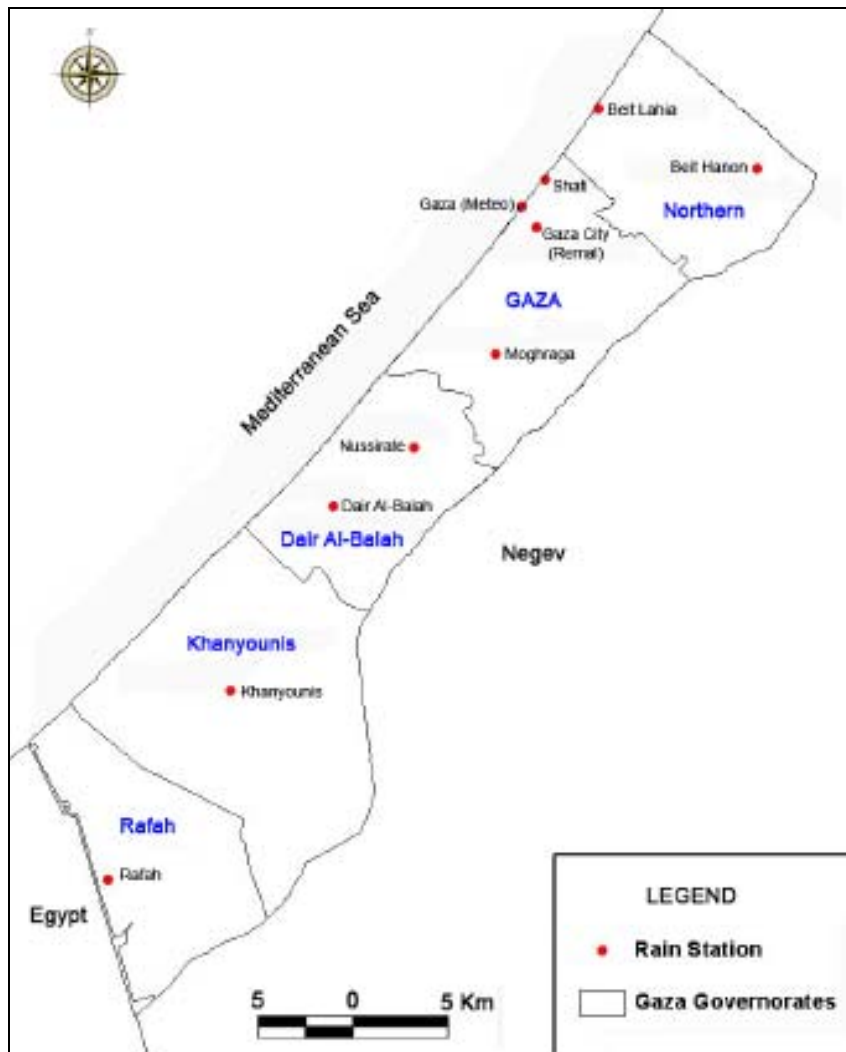 Beit Lahia
Beit Hanon
Shati
Northern
Gaza (Meteo)
Gaza City
(Remal)
GAZA
Mediterranean Sea
Moghraga
Nussirate
Dair Al-Balah
Dair Al-Balah
Negev
Khanyounis
Khanyounis
Rafah
Rafah
Egypt
LEGEND
Rain Station
Gaza Governorates
5 0 5 Km